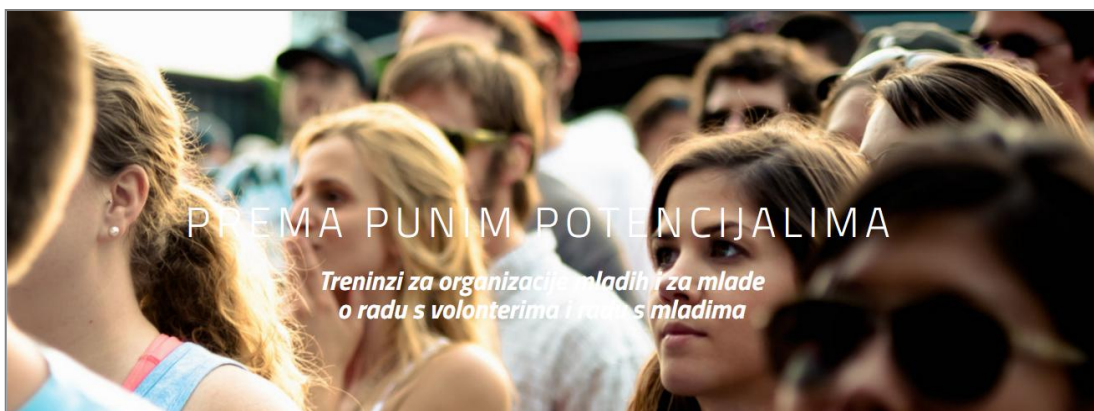 PREMA PUNIM POTENCIJALIMA
Treninzi za organizacije mladih i za mlade
o radu s volonterima i radu s mladima